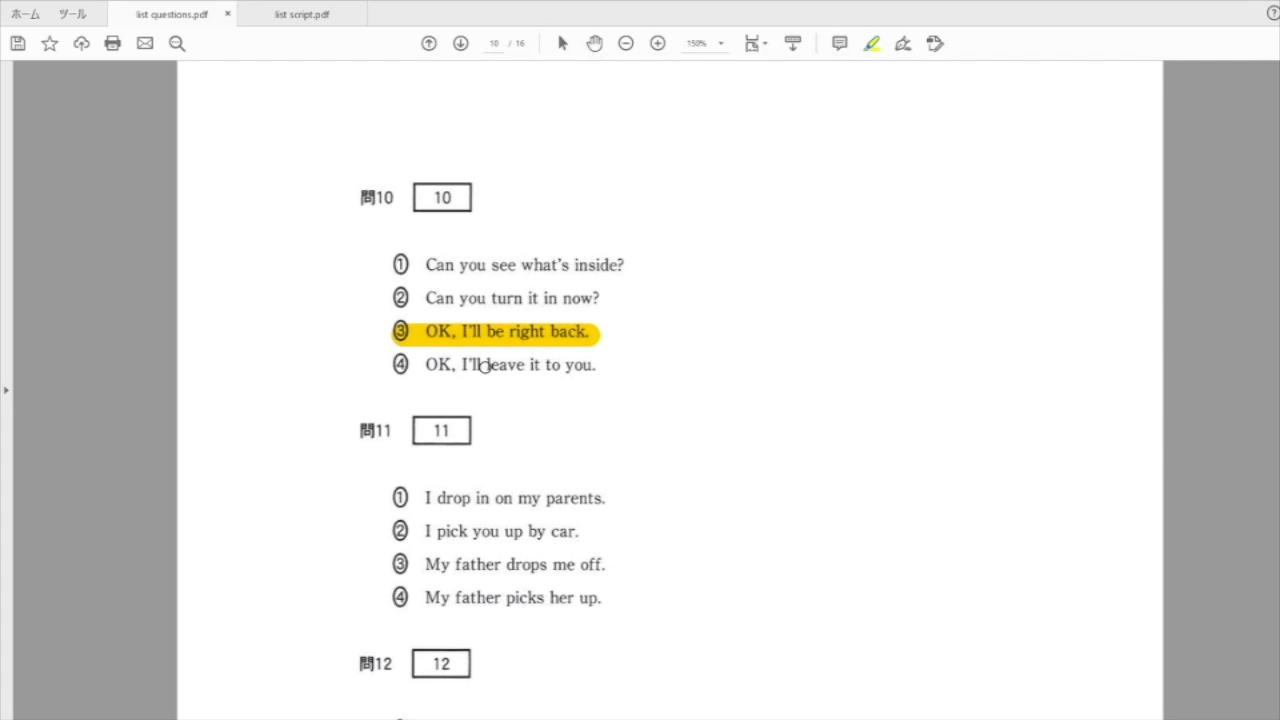 ホーム ツール list questions.pdf × list script.pdf
10 / 16 150%
問10 10
① Can you see what's inside?
② Can you turn it in now?
③ OK, I'll be right back.
④ OK, I'll leave it to you.
問11 11
① I drop in on my parents.
② I pick you up by car.
③ My father drops me off.
④ My father picks her up.
問12 12